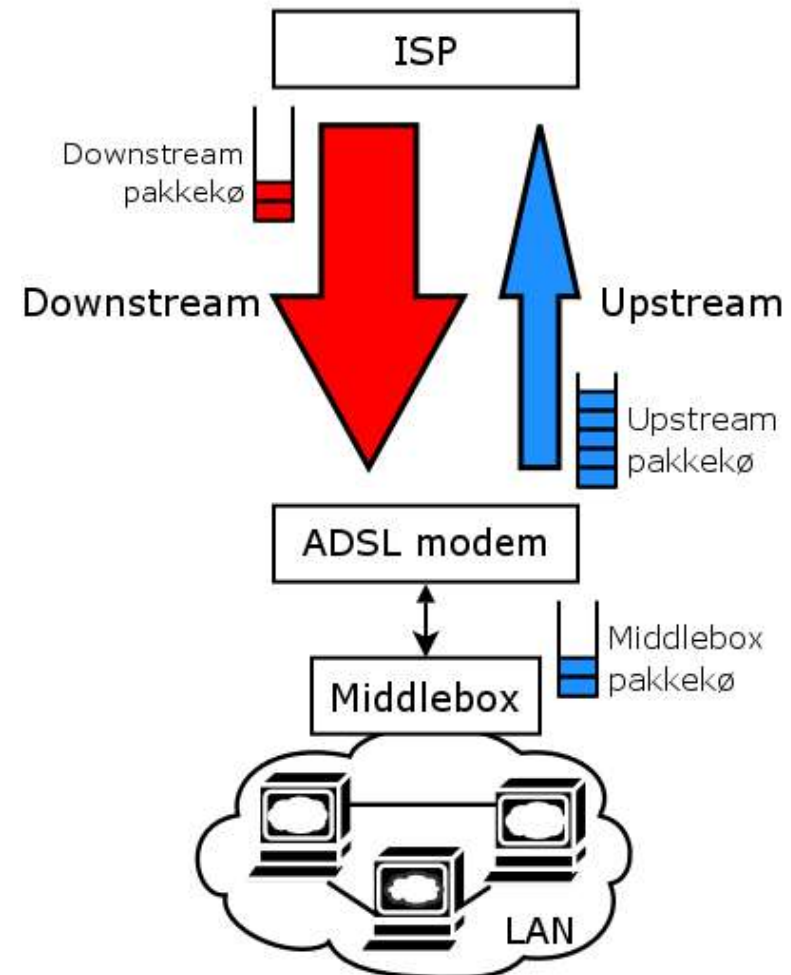 ISP
Downstream
pakkekø
Downstream
Upstream
Upstream
pakkekø
ADSL modem
Middlebox
pakkekø
Middlebox
LAN